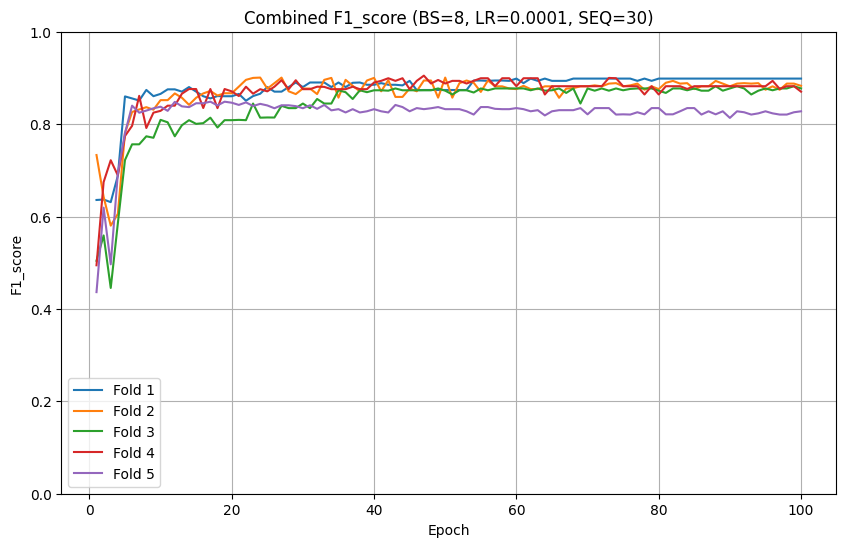 Combined F1_score (BS=8, LR=0.0001, SEQ=30)
1.0
0.8
0.6
0.4
0.2
0.0
F1_score
Fold 1
Fold 2
Fold 3
Fold 4
Fold 5
0 20 40 60 80 100
Epoch